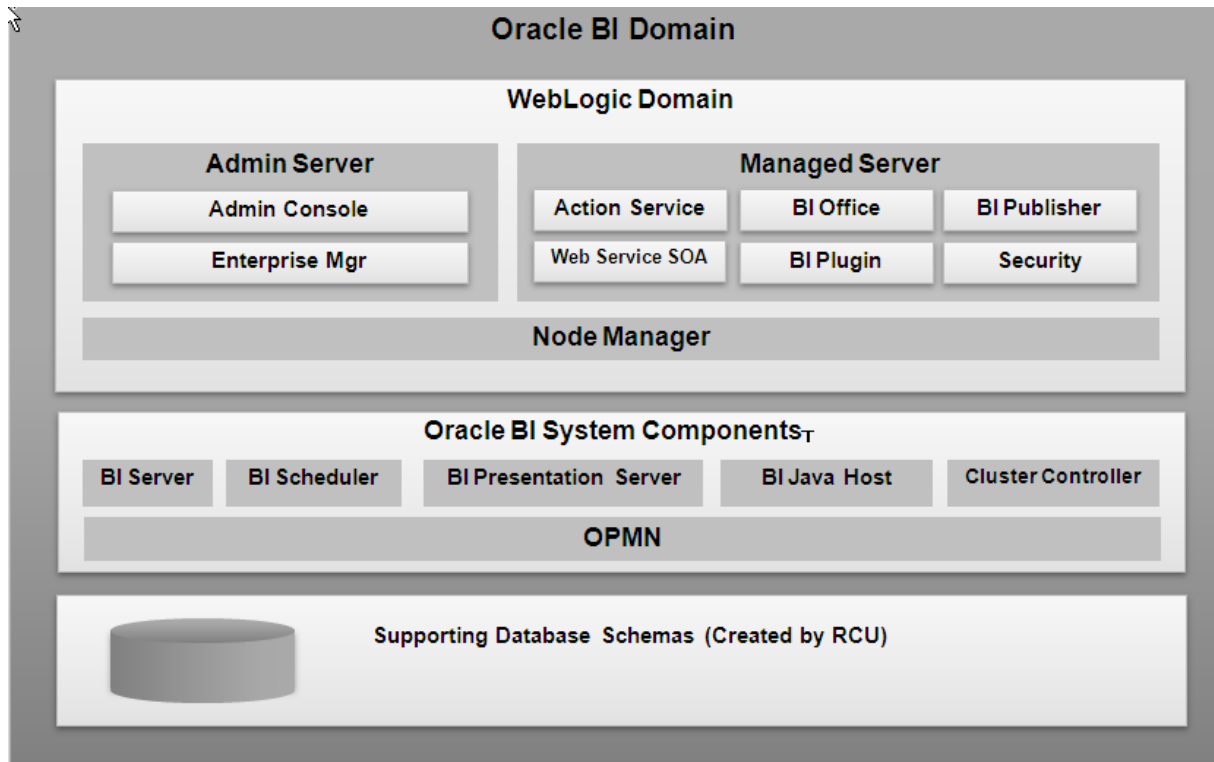 Oracle BI Domain
WebLogic Domain
Admin Server
Admin Console
Enterprise Mgr
Managed Server
Action Service
BI Office
BI Publisher
Web Service SOA
BI Plugin
Security
Node Manager
Oracle BI System Components
BI Server
BI Scheduler
BI Presentation Server
BI Java Host
Cluster Controller
OPMN
Supporting Database Schemas (Created by RCU)